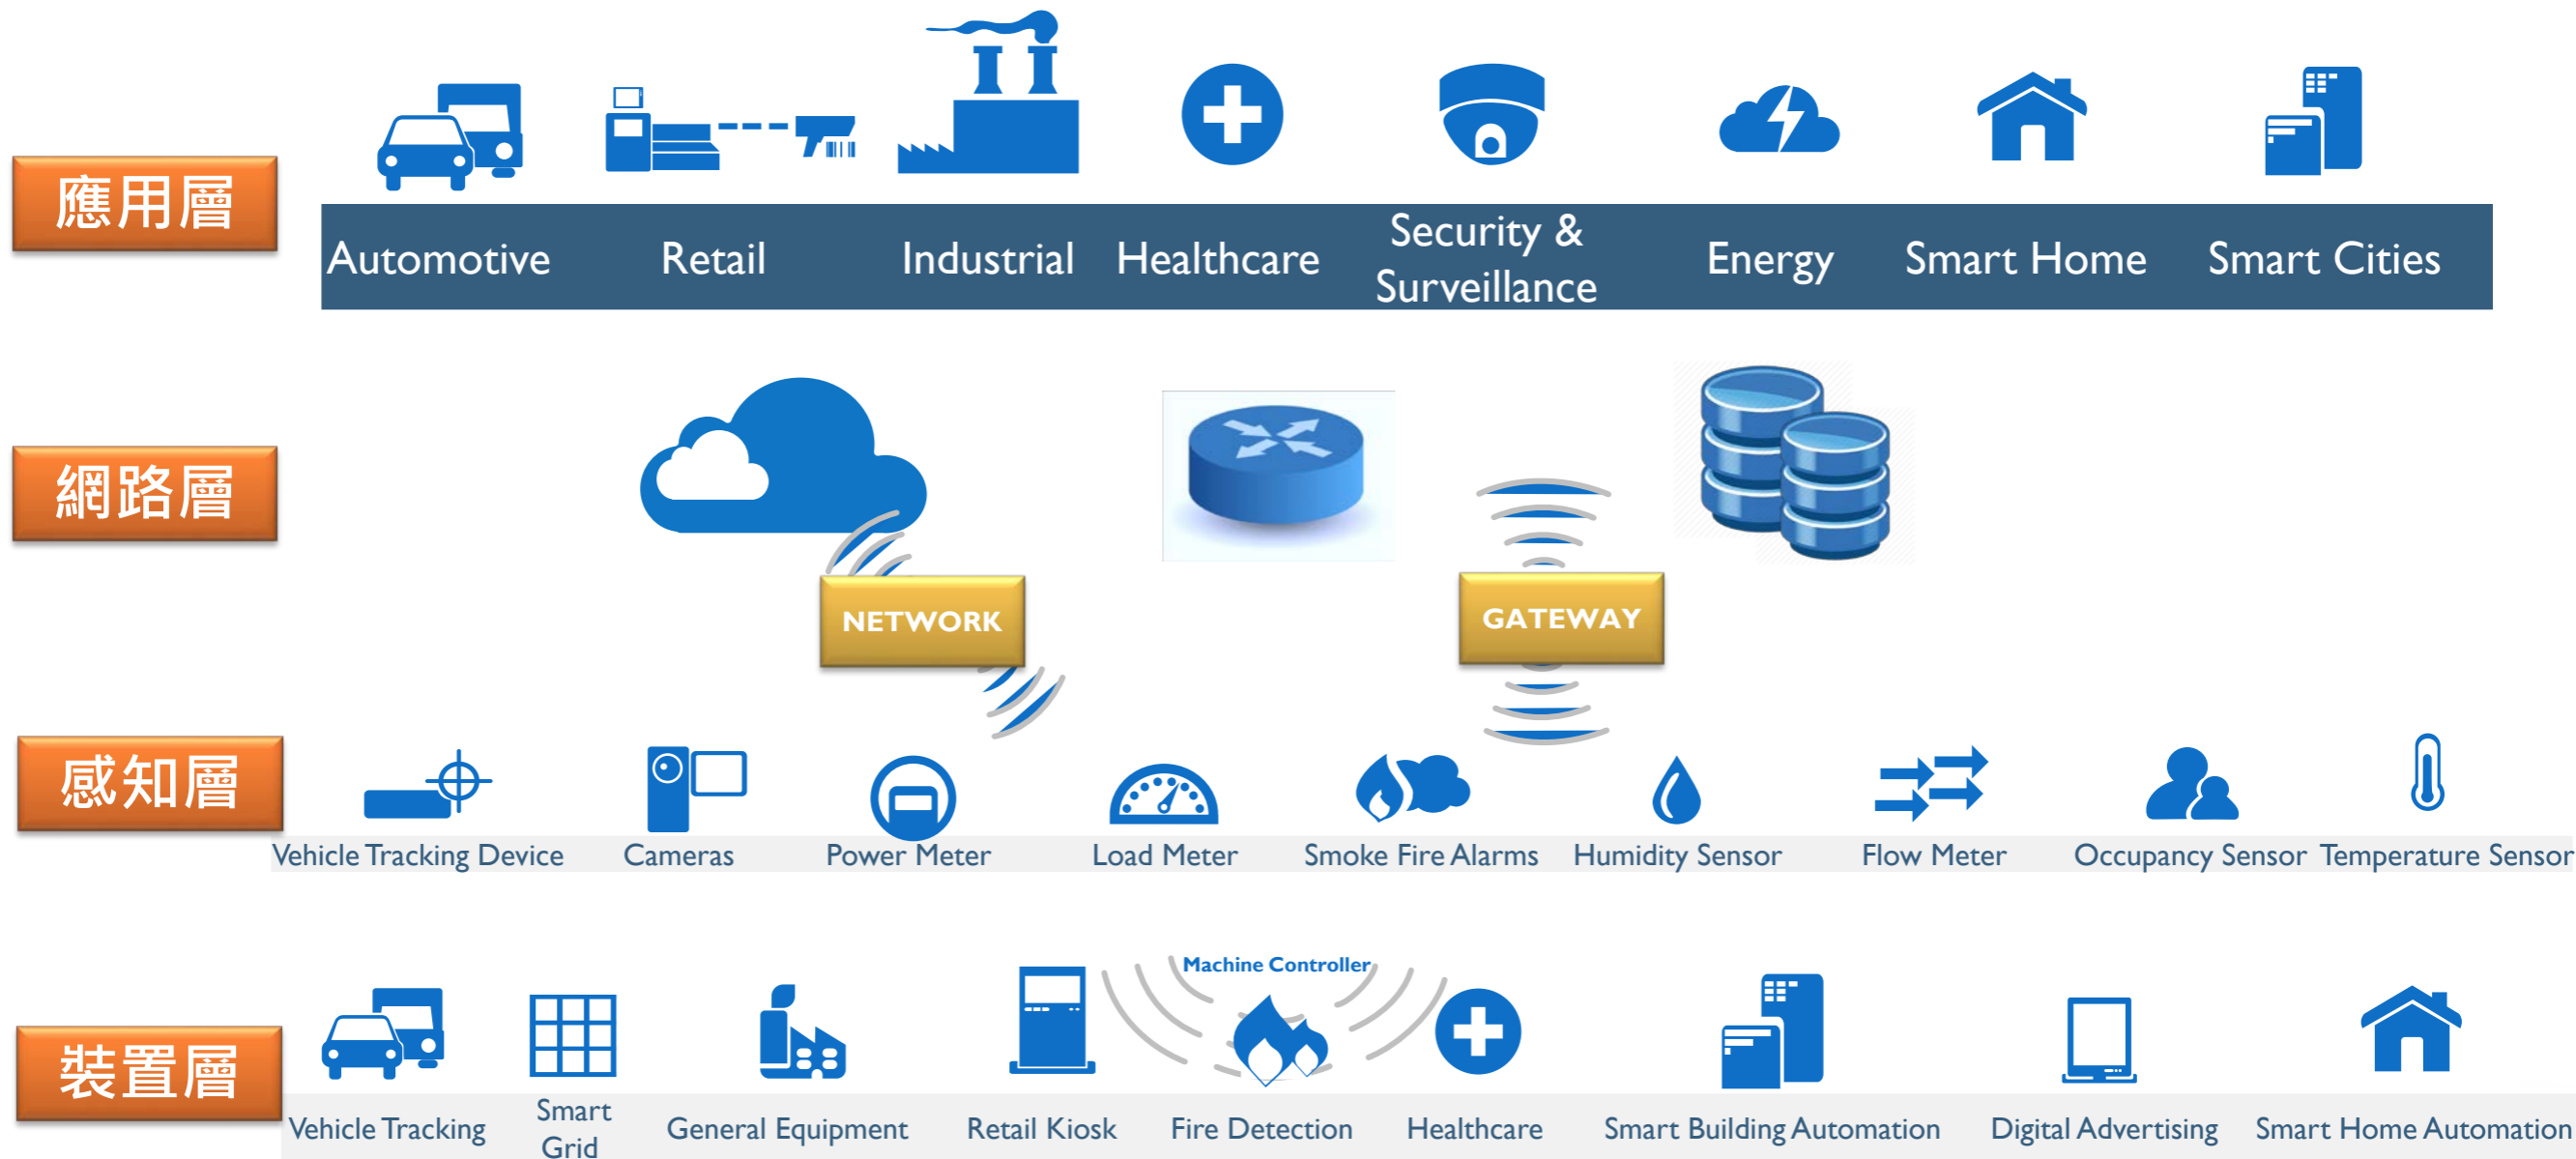 應用層
Automotive
Retail
Industrial
Healthcare
Security &
Surveillance
Energy
Smart Home
Smart Cities
網路層
NETWORK
GATEWAY
感知層
Vehicle Tracking Device
Cameras
Power Meter
Load Meter
Smoke Fire Alarms
Humidity Sensor
Flow Meter
Occupancy Sensor
Temperature Sensor
Machine Controller
裝置層
Vehicle Tracking
Smart
Grid
General Equipment
Retail Kiosk
Fire Detection
Healthcare
Smart Building Automation
Digital Advertising
Smart Home Automation